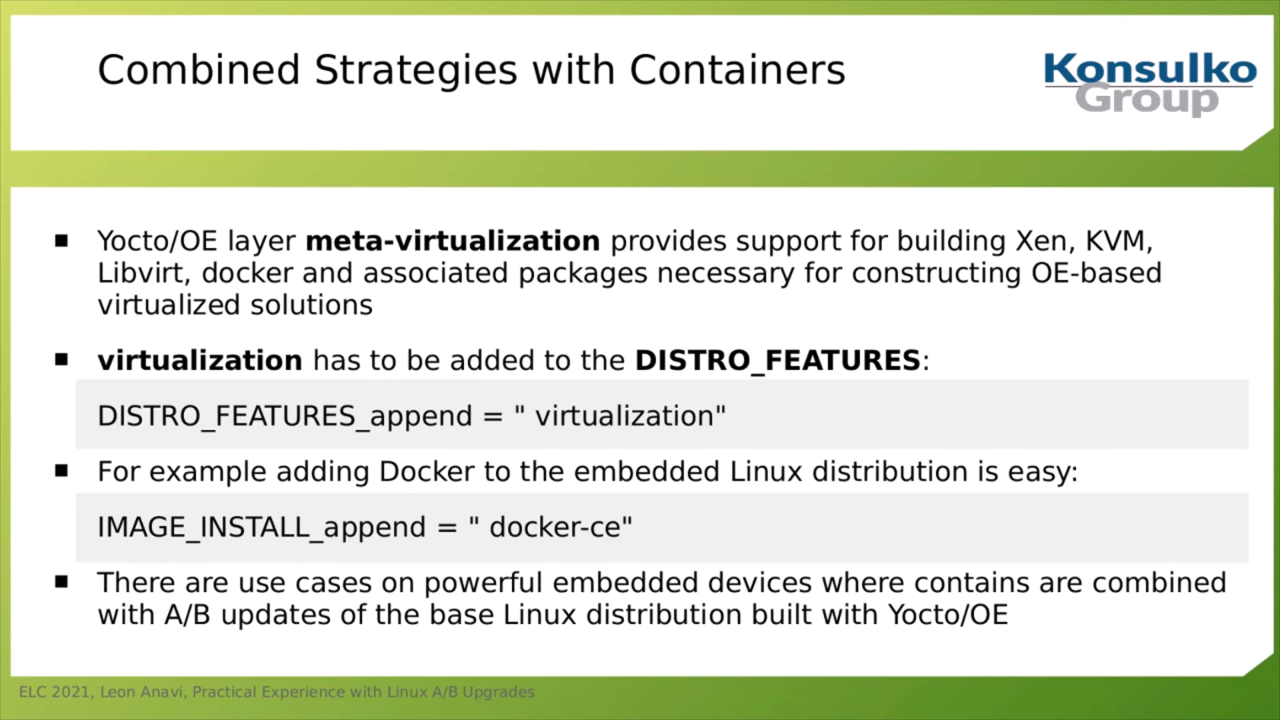 Combined Strategies with Containers
Konsulko
Group
▪ Yocto/OE layer meta-virtualization provides support for building Xen, KVM,
Libvirt, docker and associated packages necessary for constructing OE-based
virtualized solutions
▪ virtualization has to be added to the DISTRO_FEATURES:
DISTRO_FEATURES_append = " virtualization"
▪ For example adding Docker to the embedded Linux distribution is easy:
IMAGE_INSTALL_append = " docker-ce"
▪ There are use cases on powerful embedded devices where contains are combined
with A/B updates of the base Linux distribution built with Yocto/OE
ELC 2021, Leon Anavi, Practical Experience with Linux A/B Upgrades